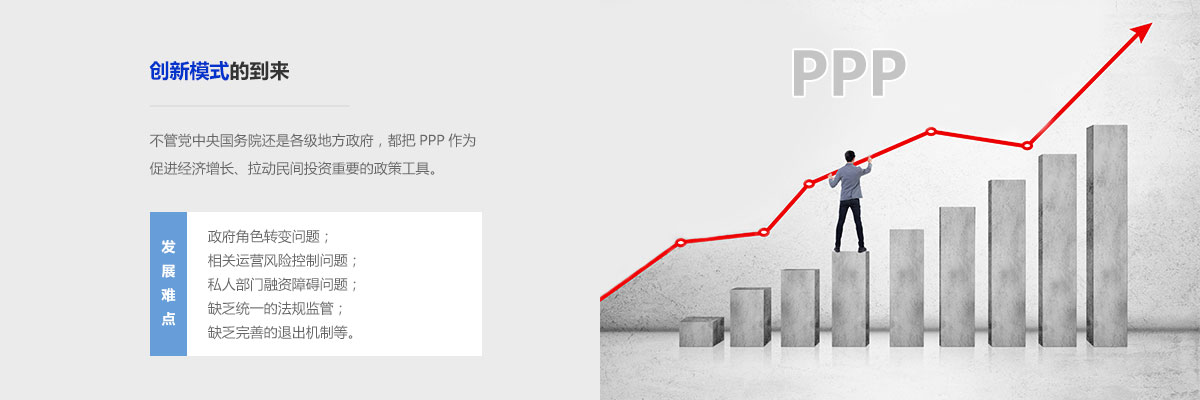 创新模式的到来
不管党中央国务院还是各级地方政府，都把 PPP 作为
促进经济增长、拉动民间投资重要的政策工具。
发展难点
政府角色转变问题；
相关运营风险控制问题；
私人部门融资障碍问题；
缺乏统一的法规监管；
缺乏完善的退出机制等。
PPP